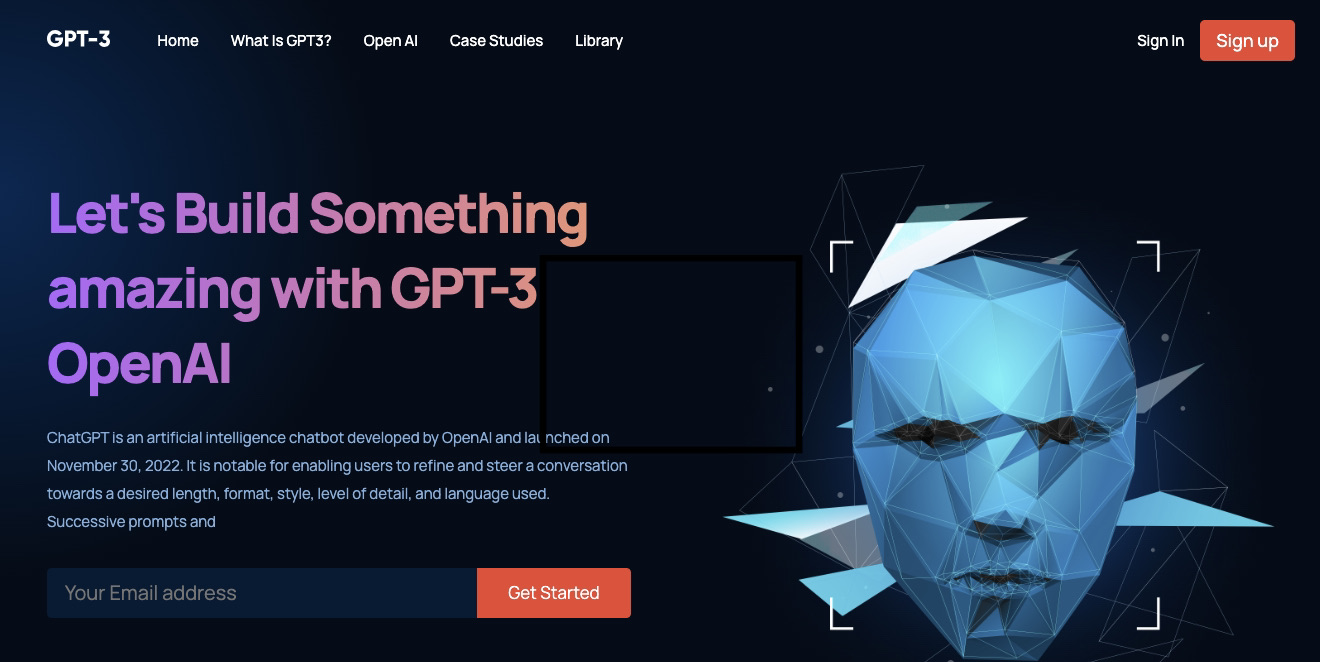 GPT-3
Home
What Is GPT3?
Open AI
Case Studies
Library
Sign In
Sign up
Let's Build Something
amazing with GPT-3
OpenAI
ChatGPT is an artificial intelligence chatbot developed by OpenAI and launched on
November 30, 2022. It is notable for enabling users to refine and steer a conversation
towards a desired length, format, style, level of detail, and language used.
Successive prompts and
Your Email address
Get Started